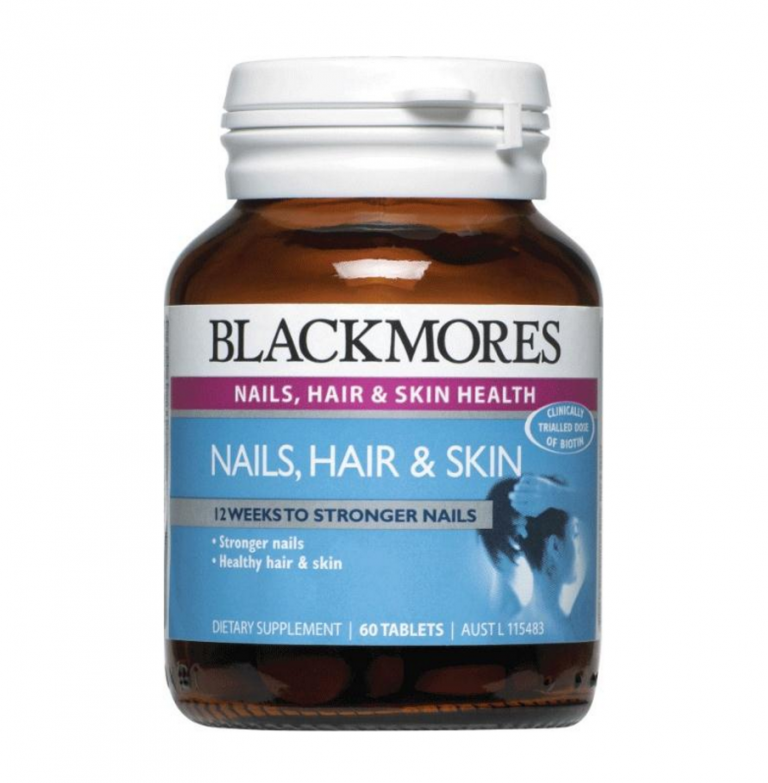 BLACKMORES
NAILS, HAIR & SKIN HEALTH
CLINICALLY
TRIALLED DOSE
OF BIOTIN
NAILS, HAIR & SKIN
12 WEEKS TO STRONGER NAILS
• Stronger nails
• Healthy hair & skin
DIETARY SUPPLEMENT | 60 TABLETS | AUST L 115483